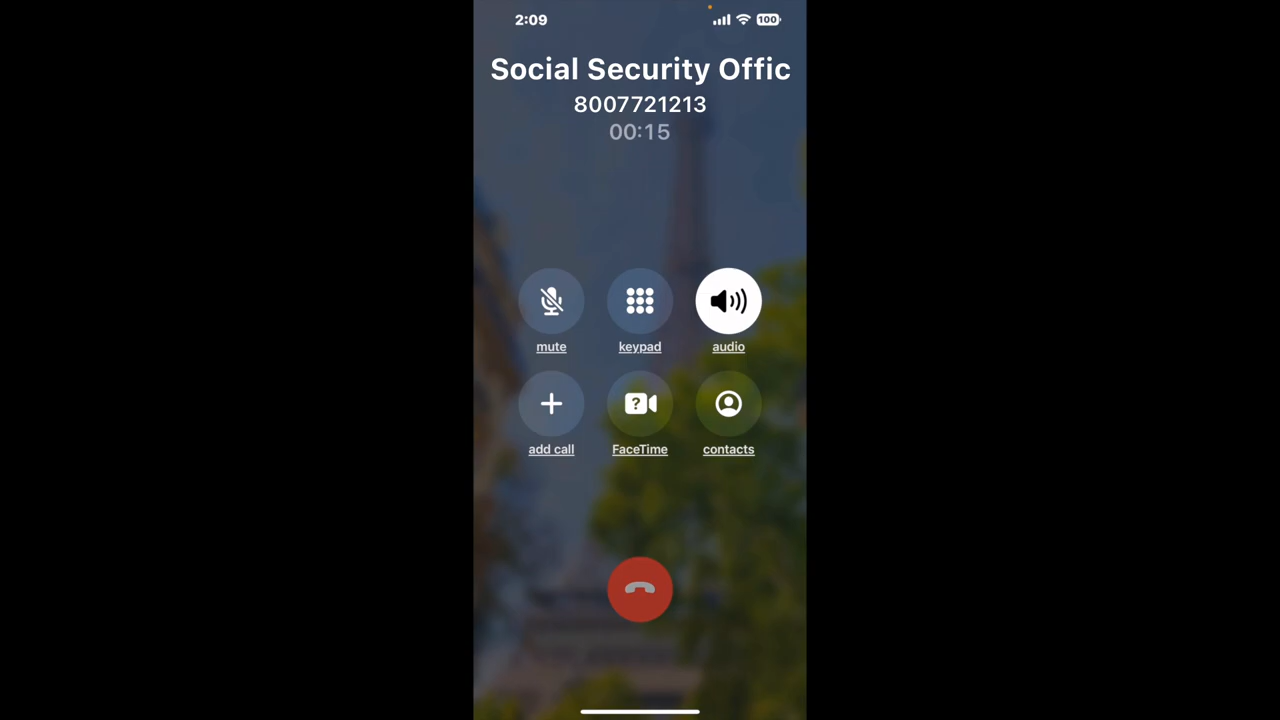 2:09
100
Social Security Offic
8007721213
00:15
mute
keypad
audio
?
add call
FaceTime
contacts